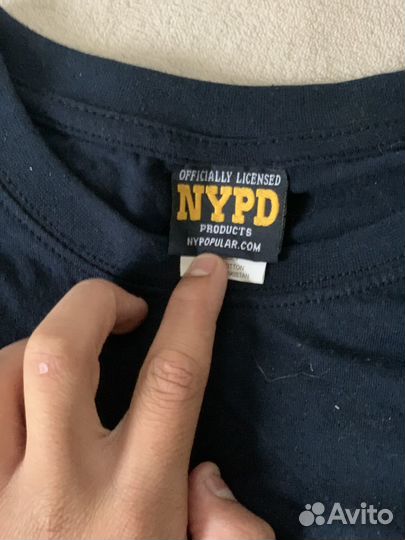 OFFICIALLY LICENSED
NYPD
PRODUCTS
NYPOPULAR.COM
Avito